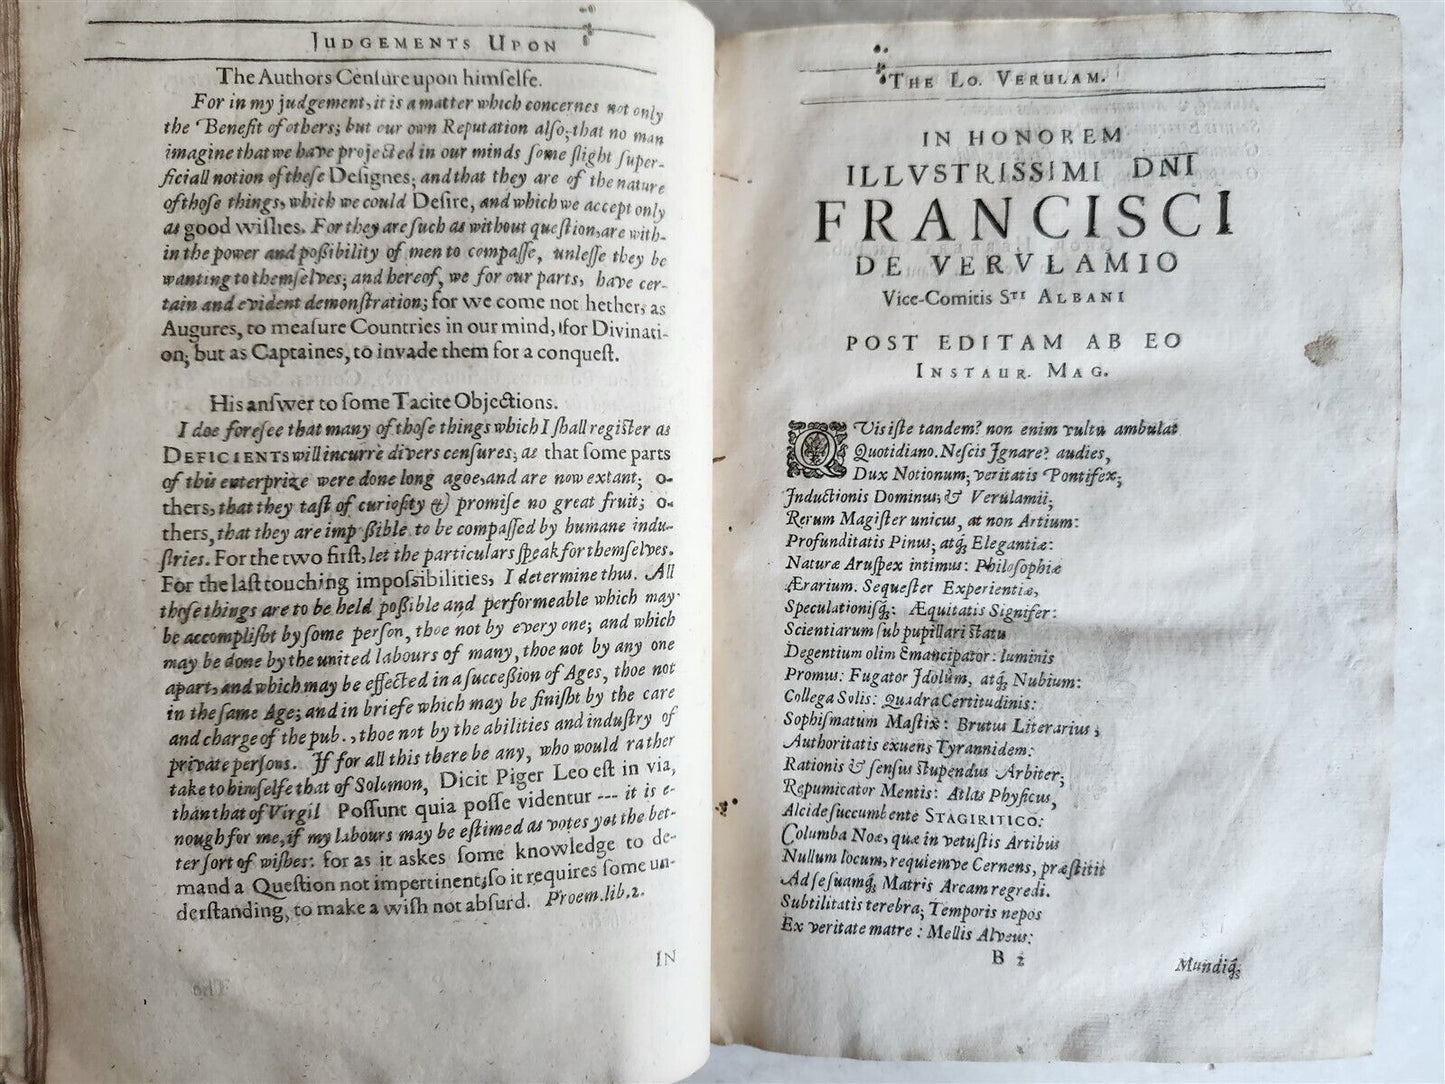 JUDGEMENTS UPON
The Authors Cenſure upon himſelfe.
For in my judgement, it is a matter which concernes not only
the Benefit of others; but our own Reputation alſo; that no man
imagine that we have projected in our minds ſome ſlight ſuper-
ficiall notion of theſe Deſignes; and that they are of the nature
of thoſe things, which we could Deſire, and which we accept only
as good wiſhes. For they are ſuch as without queſtion, are with-
in the power and poßibility of men to compaſſe, unleſſe they be
wanting to themſelves; and hereof, we for our parts, have cer-
tain and evident demonſtration; for we come not hether, as
Augures, to meaſure Countries in our mind, for Divinati-
on; but as Captaines, to invade them for a conqueſt.
His anſwer to ſome Tacite Objections.
I doe foreſee that many of thoſe things which I ſhall regiſter as
DEFICIENTS will incurre divers cenſures; as that ſome parts
of this enterprize were done long agoe, and are now extant; o-
thers, that they taſt of curioſity &) promiſe no great fruit; o-
thers, that they are imp ßible to be compaſſed by humane indu-
ſtries. For the two firſt, let the particulars ſpeak for themſelves.
For the laſt touching impoſsibilities, I determine thus. All
thoſe things are to be held poßible and performeable which may
be accompliſht by ſome perſon, thoe not by every one; and which
may be done by the united labours of many, thoe not by any one
apart, and which may be effected in a ſucceßion of Ages, thoe not
in the ſame Age; and in briefe which may be finiſht by the care
and charge of the pub., thoe not by the abilities and induſtry of
private perſons. If for all this there be any, who would rather
take to himſelfe that of Solomon, Dicit Piger Leo eſt in via,
than that of Virgil Poſſunt quia poſſe videntur --- it is e-
nough for me, if my labours may be eſtimed as votes yet the bet-
ter ſort of wiſhes: for as it askes ſome knowledge to de-
mand a Queſtion not impertinent; ſo it requires ſome un-
derſtanding, to make a wiſh not abſurd. Proem. lib. 2.
IN
THE LO. VERULAM.
IN HONOREM
ILLVSTRISSIMI DNI
FRANCISCI
DE VERVLAMIO
Vice-Comitis STI ALBANI
POST EDITAM AB EO
INSTAUR. MAG.
QVis iſte tandem? non enim vultu ambulat
Quotidiano. Neſcis Ignare? audies,
Dux Notionum; veritatis Pontifex;
Inductionis Dominus; & Verulamii;
Rerum Magiſter unicus, at non Artium:
Profunditatis Pinus; atq́; Elegantiæ:
Naturæ Aruſpex intimus: Philoſophiæ
Ærarium. Sequeſter Experientiæ,
Speculationiſq́;: Æquitatis Signifer:
Scientiarum ſub pupillari ſtatu
Degentium olim Emancipator: luminis
Promus: Fugator Idolûm, atq́; Nubium:
Collega Solis: Quadra Certitudinis:
Sophiſmatum Maſtix: Brutus Literarius;
Authoritatis exuens Tyrannidem:
Rationis & ſenſus ſtupendus Arbiter;
Repumicator Mentis: Atlas Phyſicus,
Alcide ſuccumbente STAGIRITICO:
Columba Noæ, quæ in vetuſtis Artibus
Nullum locum, requiemve Cernens, præſtitit
Ad ſe ſuamq́; Matris Arcam regredi.
Subtilitatis terebra; Temporis nepos
Ex veritate matre: Mellis Alveus:
B 2
Mundiq́;